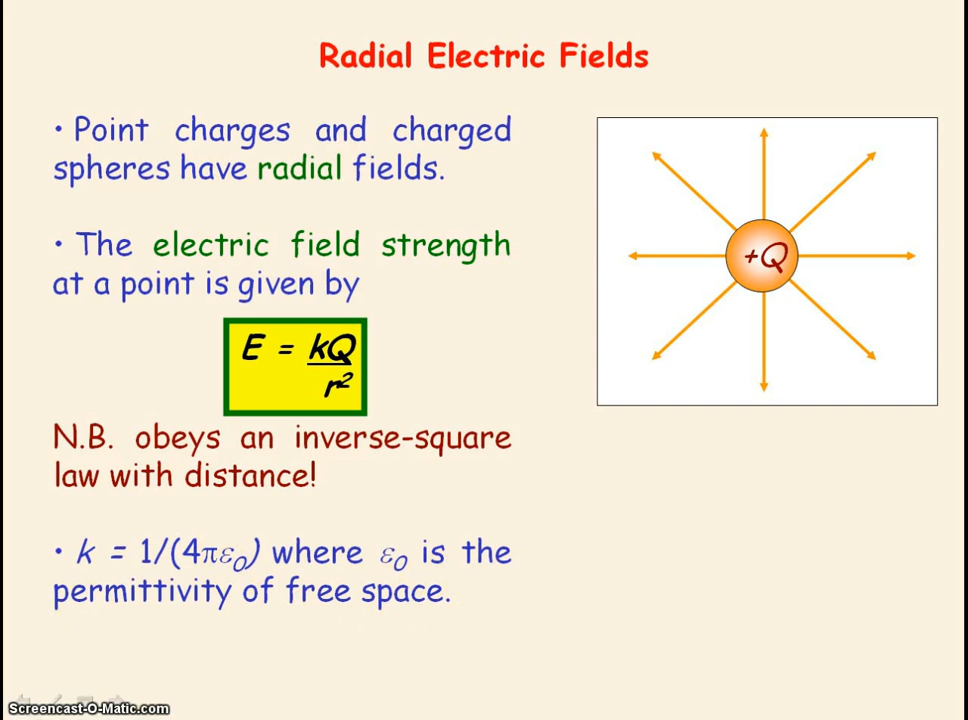 Radial Electric Fields
• Point charges and charged
spheres have radial fields.
• The electric field strength
at a point is given by
E = kQ
r²
N.B. obeys an inverse-square
law with distance!
• k = 1/(4πε₀) where ε₀ is the
permittivity of free space.
+Q
Screencast-O-Matic.com